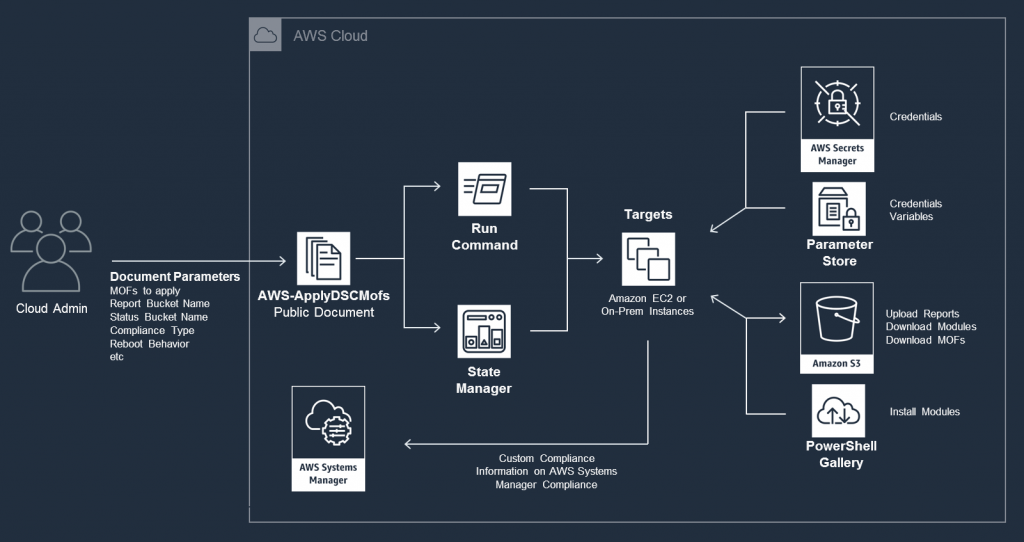 AWS Cloud
Cloud Admin
Document Parameters
MOFs to apply
Report Bucket Name
Status Bucket Name
Compliance Type
Reboot Behavior
etc
AWS-ApplyDSCMofs
Public Document
Run
Command
State
Manager
Targets
Amazon EC2 or
On-Prem Instances
AWS Secrets
Manager
Credentials
Parameter
Store
Credentials
Variables
Amazon S3
Upload Reports
Download Modules
Download MOFs
PowerShell
Gallery
Install Modules
Custom Compliance
Information on AWS Systems
Manager Compliance
AWS Systems
Manager